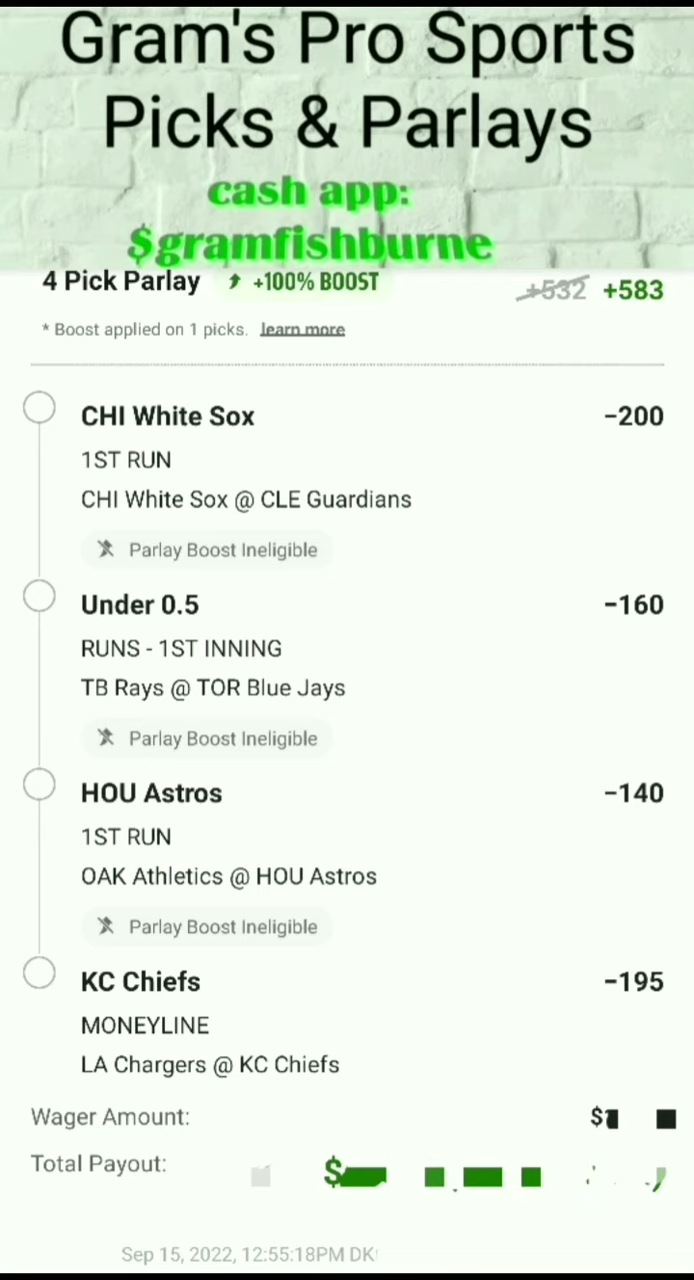 Gram's Pro Sports
Picks & Parlays
cash app:
$gramfishburne
4 Pick Parlay +100% BOOST +532 +583
* Boost applied on 1 picks. learn more
CHI White Sox -200
1ST RUN
CHI White Sox @ CLE Guardians
Parlay Boost Ineligible
Under 0.5 -160
RUNS - 1ST INNING
TB Rays @ TOR Blue Jays
Parlay Boost Ineligible
HOU Astros -140
1ST RUN
OAK Athletics @ HOU Astros
Parlay Boost Ineligible
KC Chiefs -195
MONEYLINE
LA Chargers @ KC Chiefs
Wager Amount: $
Total Payout: $
Sep 15, 2022, 12:55:18PM DK